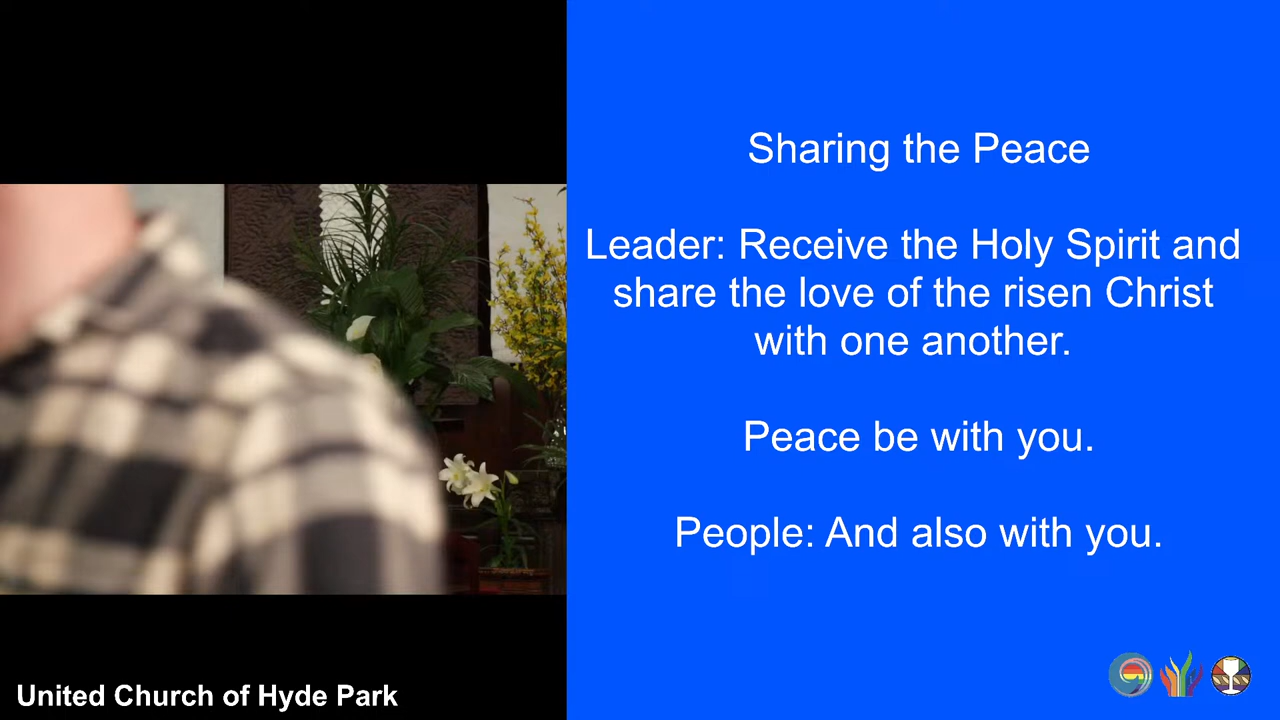 Sharing the Peace
Leader: Receive the Holy Spirit and
share the love of the risen Christ
with one another.
Peace be with you.
People: And also with you.
United Church of Hyde Park